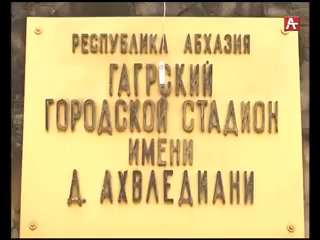 РЕСПУБЛИКА АБХАЗИЯ
ГАГРСКИЙ
ГОРОДСКОЙ СТАДИОН
ИМЕНИ
Д. АХВЛЕДИАНИ